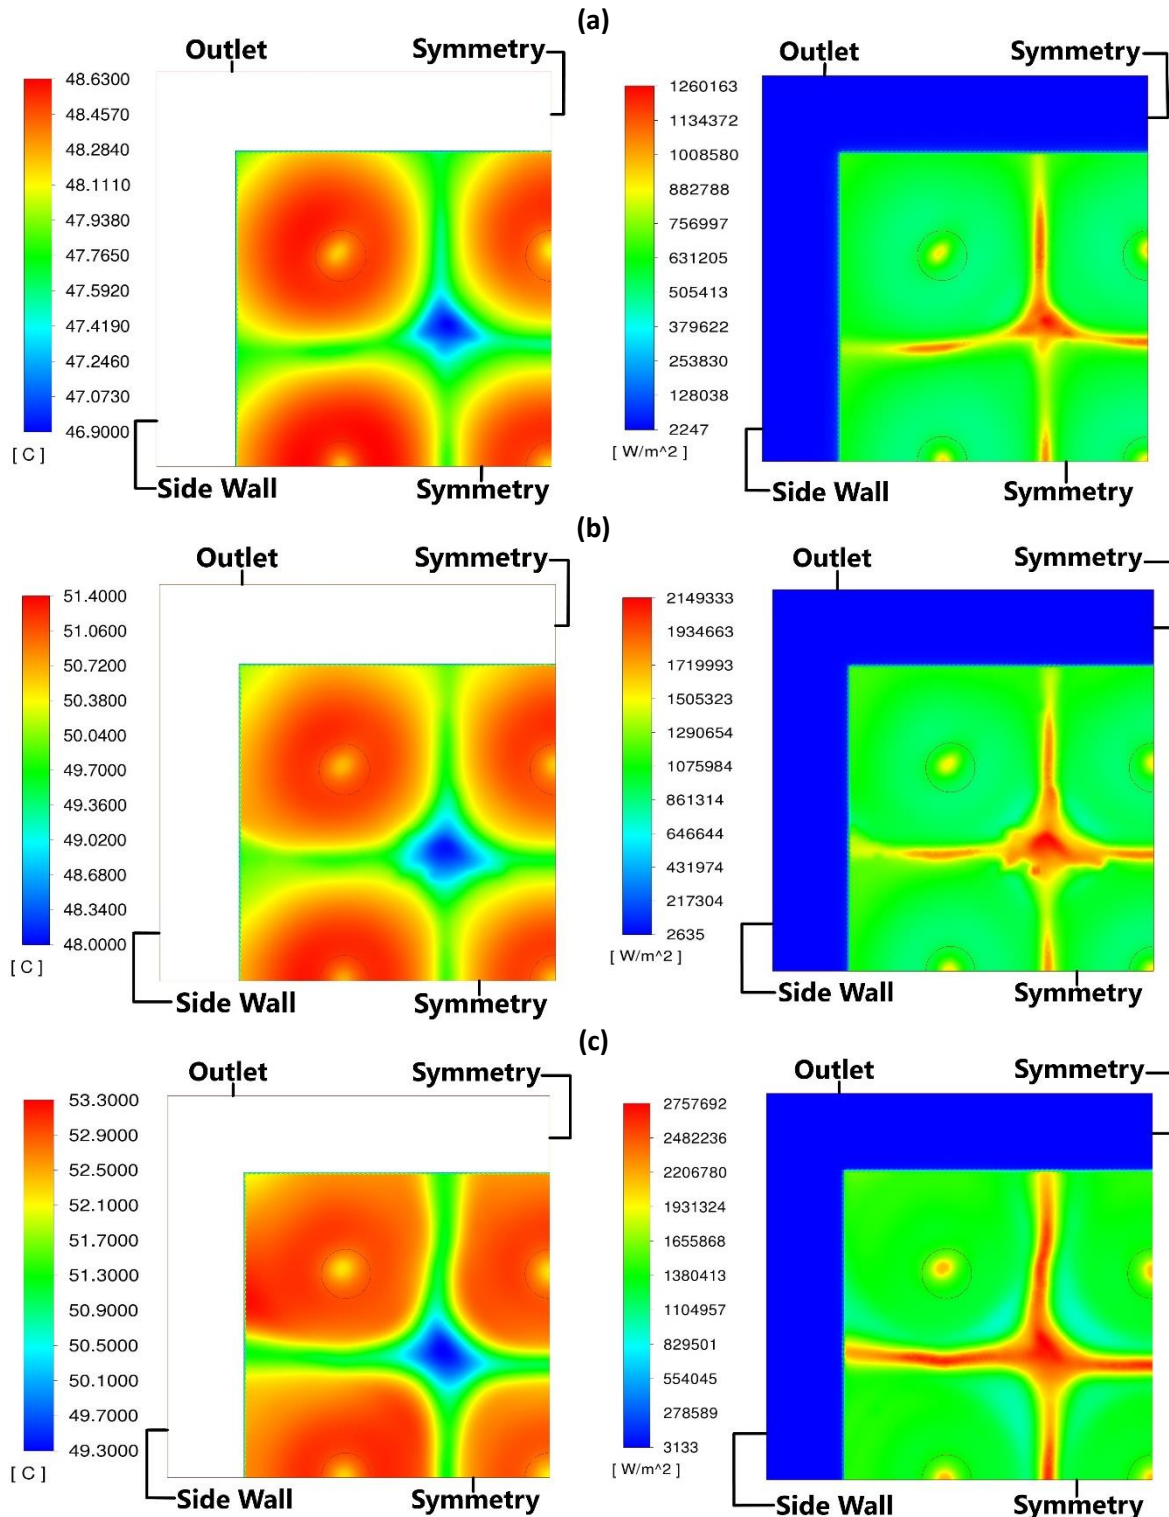 (a)
Outlet
Symmetry
48.6300
48.4570
48.2840
48.1110
47.9380
47.7650
47.5920
47.4190
47.2460
47.0730
46.9000
[ C ]
Side Wall
Symmetry
Outlet
Symmetry
1260163
1134372
1008580
882788
756997
631205
505413
379622
253830
128038
2247
[ W/m^2 ]
Side Wall
Symmetry
(b)
Outlet
Symmetry
51.4000
51.0600
50.7200
50.3800
50.0400
49.7000
49.3600
49.0200
48.6800
48.3400
48.0000
[ C ]
Side Wall
Symmetry
Outlet
Symmetry
2149333
1934663
1719993
1505323
1290654
1075984
861314
646644
431974
217304
2635
[ W/m^2 ]
Side Wall
Symmetry
(c)
Outlet
Symmetry
53.3000
52.9000
52.5000
52.1000
51.7000
51.3000
50.9000
50.5000
50.1000
49.7000
49.3000
[ C ]
Side Wall
Symmetry
Outlet
Symmetry
2757692
2482236
2206780
1931324
1655868
1380413
1104957
829501
554045
278589
3133
[ W/m^2 ]
Side Wall
Symmetry